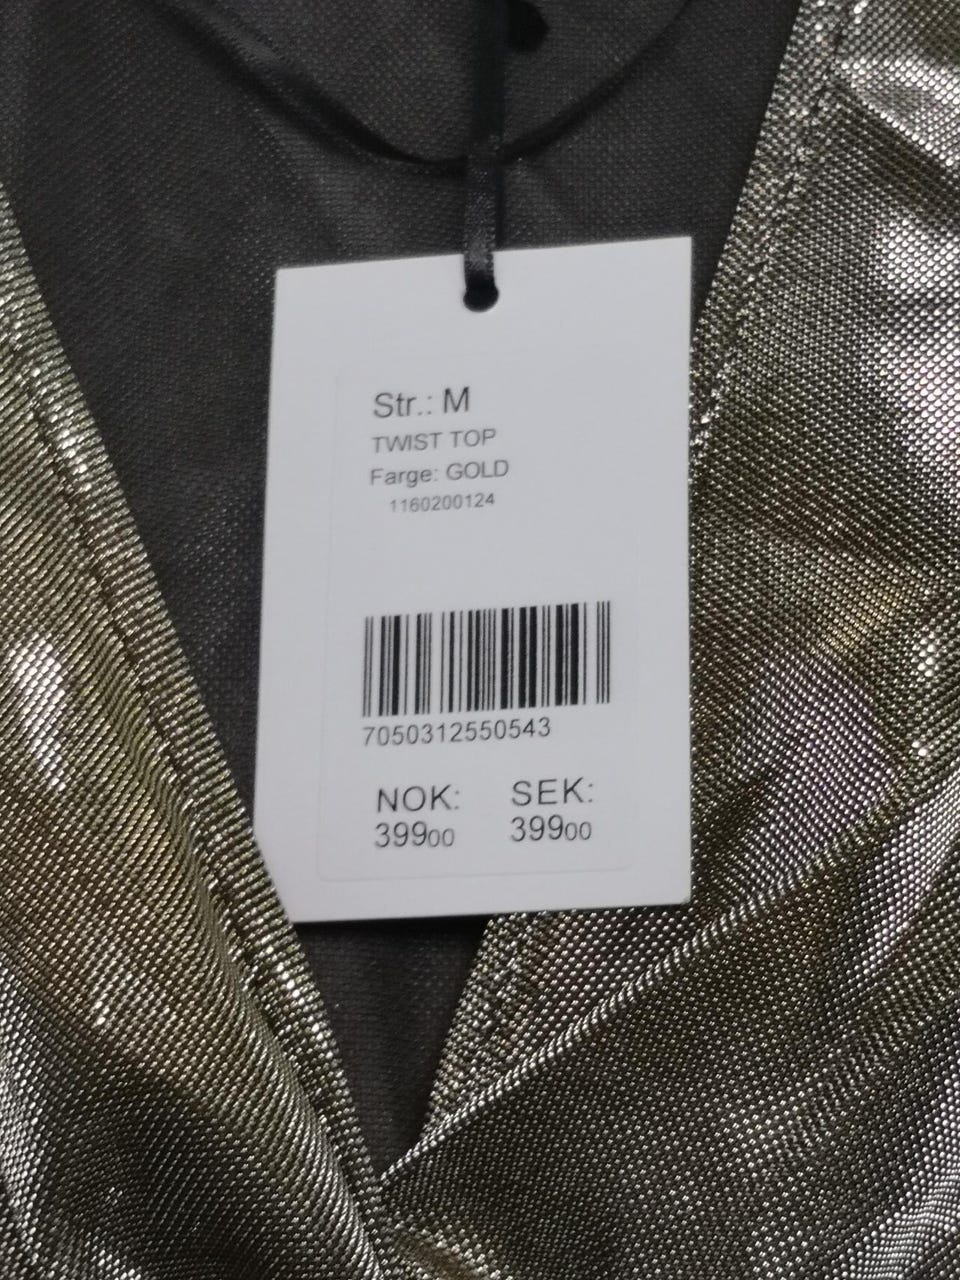 Str.: M
TWIST TOP
Farge: GOLD
1160200124
7050312550543
NOK: SEK:
39900 39900